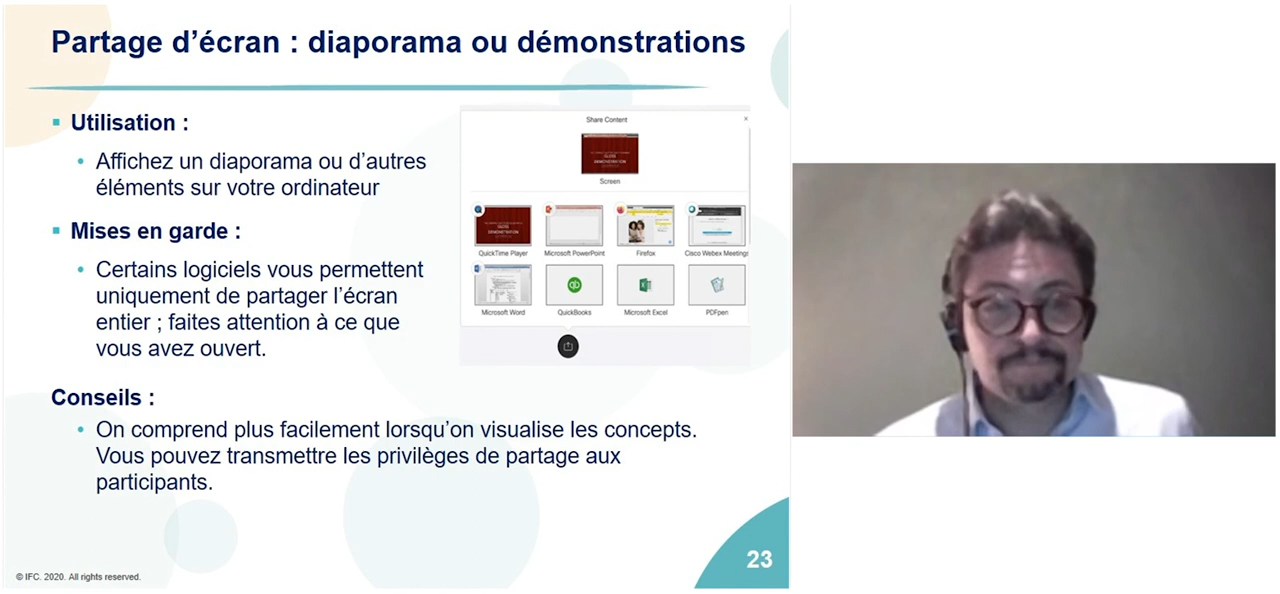 Partage d’écran : diaporama ou démonstrations
Utilisation :
Affichez un diaporama ou d’autres
éléments sur votre ordinateur
Mises en garde :
Certains logiciels vous permettent
uniquement de partager l’écran
entier ; faites attention à ce que
vous avez ouvert.
Share Content
Screen
QuickTime Player
Microsoft PowerPoint
Firefox
Cisco Webex Meetings
Microsoft Word
QuickBooks
Microsoft Excel
PDFpen
Conseils :
On comprend plus facilement lorsqu’on visualise les concepts.
Vous pouvez transmettre les privilèges de partage aux
participants.
23
© IFC. 2020. All rights reserved.